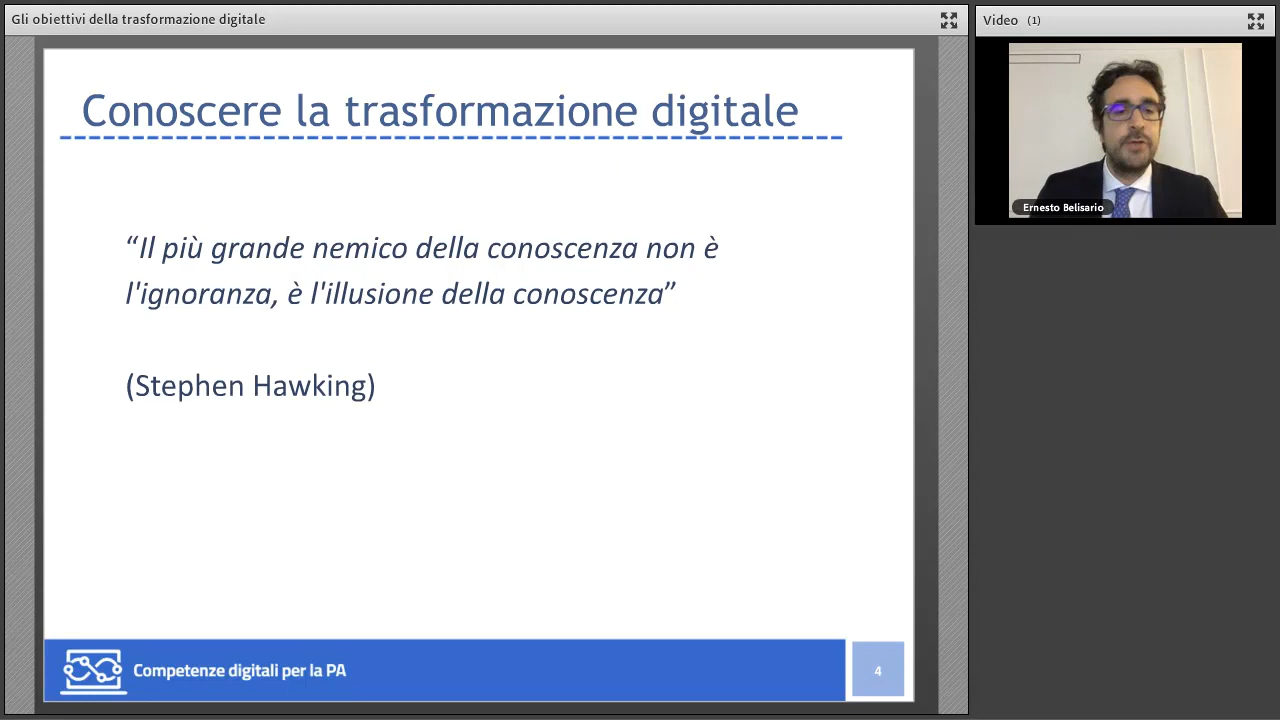 Gli obiettivi della trasformazione digitale
Video (1)
Conoscere la trasformazione digitale
“Il più grande nemico della conoscenza non è
l'ignoranza, è l'illusione della conoscenza”
(Stephen Hawking)
Ernesto Belisario
Competenze digitali per la PA
4